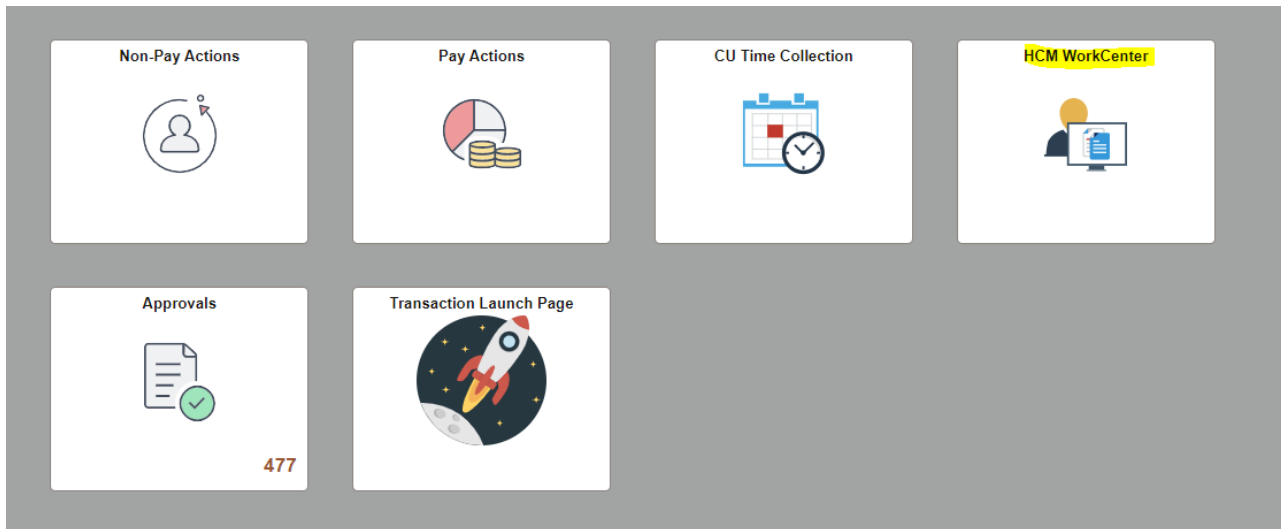 Non-Pay Actions
Pay Actions
CU Time Collection
HCM WorkCenter
Approvals
477
Transaction Launch Page